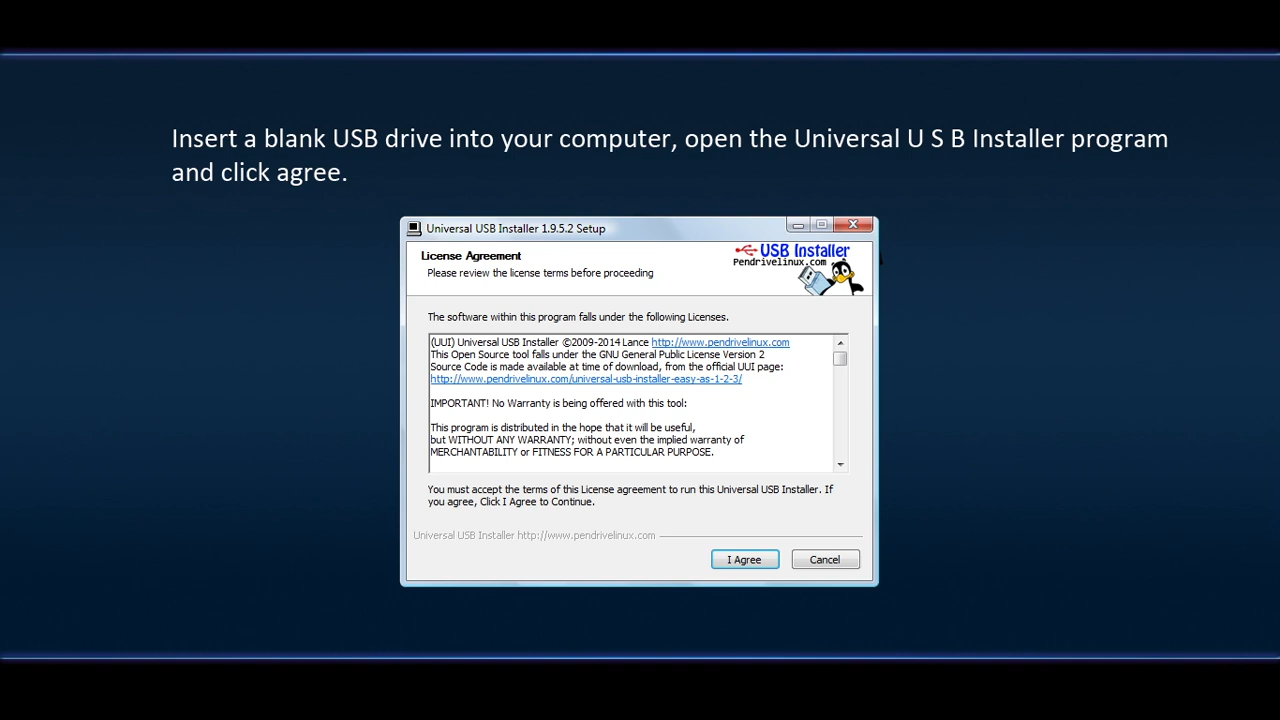 Insert a blank USB drive into your computer, open the Universal U S B Installer program
and click agree.
Universal USB Installer 1.9.5.2 Setup
License Agreement
Please review the license terms before proceeding
USB Installer
Pendrivelinux.com
The software within this program falls under the following Licenses.
(UUI) Universal USB Installer ©2009-2014 Lance http://www.pendrivelinux.com
This Open Source tool falls under the GNU General Public License Version 2
Source Code is made available at time of download, from the official UUI page:
http://www.pendrivelinux.com/universal-usb-installer-easy-as-1-2-3/
IMPORTANT! No Warranty is being offered with this tool:
This program is distributed in the hope that it will be useful,
but WITHOUT ANY WARRANTY; without even the implied warranty of
MERCHANTABILITY or FITNESS FOR A PARTICULAR PURPOSE.
You must accept the terms of this License agreement to run this Universal USB Installer. If
you agree, Click I Agree to Continue.
Universal USB Installer http://www.pendrivelinux.com
I Agree
Cancel